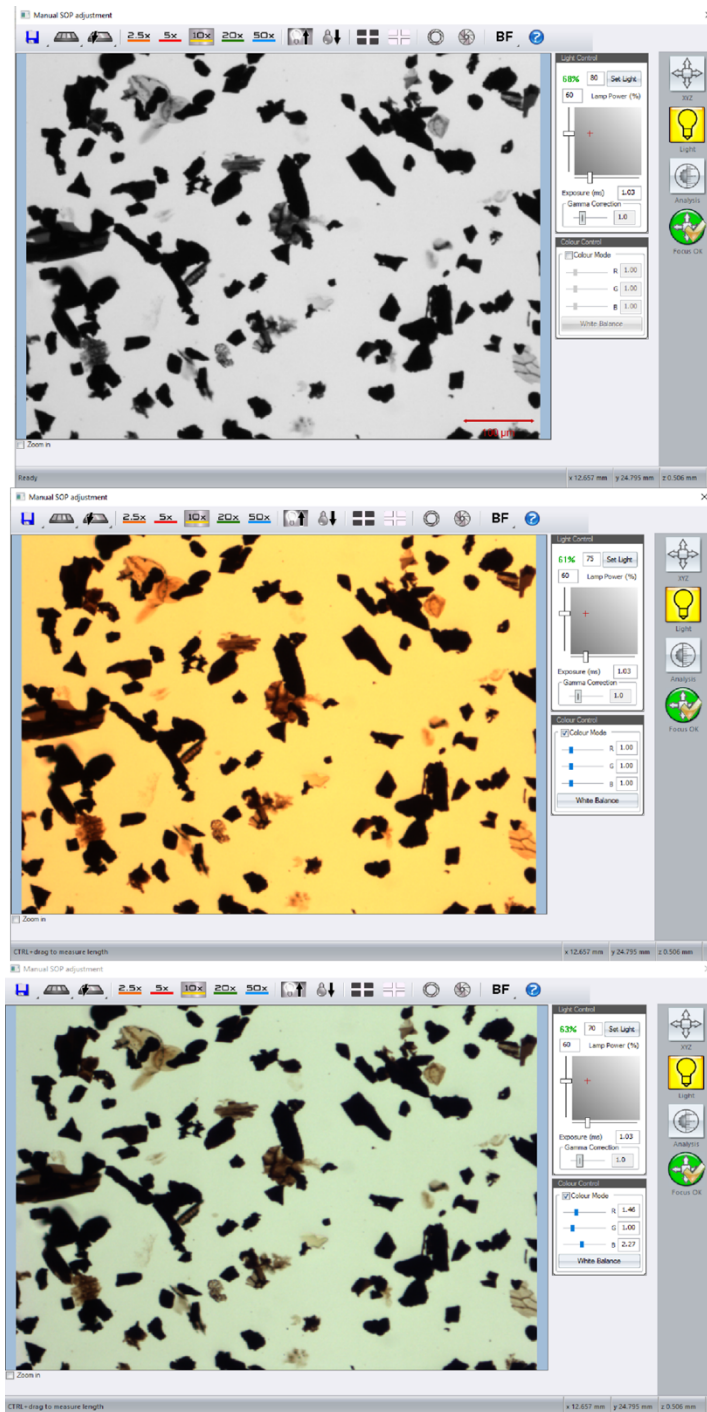 Manual SOP adjustment
2.5x 5x 10x 20x 50x BF ?
Light Control
68% 80 Set Light
60 Lamp Power (%)
Exposure (ms) 1.03
Gamma Correction
1.0
Colour Control
Colour Mode
R 1.00
G 1.00
B 1.00
White Balance
XYZ
Light
Analysis
Focus OK
100 µm
Zoom in
Ready x 12.657 mm y 24.795 mm z 0.506 mm
Manual SOP adjustment
2.5x 5x 10x 20x 50x BF ?
Light Control
61% 75 Set Light
60 Lamp Power (%)
Exposure (ms) 1.03
Gamma Correction
1.0
Colour Control
Colour Mode
R 1.00
G 1.00
B 1.00
White Balance
XYZ
Light
Analysis
Focus OK
Zoom in
CTRL+drag to measure length x 12.657 mm y 24.795 mm z 0.506 mm
Manual SOP adjustment
2.5x 5x 10x 20x 50x BF ?
Light Control
63% 70 Set Light
60 Lamp Power (%)
Exposure (ms) 1.03
Gamma Correction
1.0
Colour Control
Colour Mode
R 1.46
G 1.00
B 2.27
White Balance
XYZ
Light
Analysis
Focus OK
Zoom in
CTRL+drag to measure length x 12.657 mm y 24.795 mm z 0.506 mm